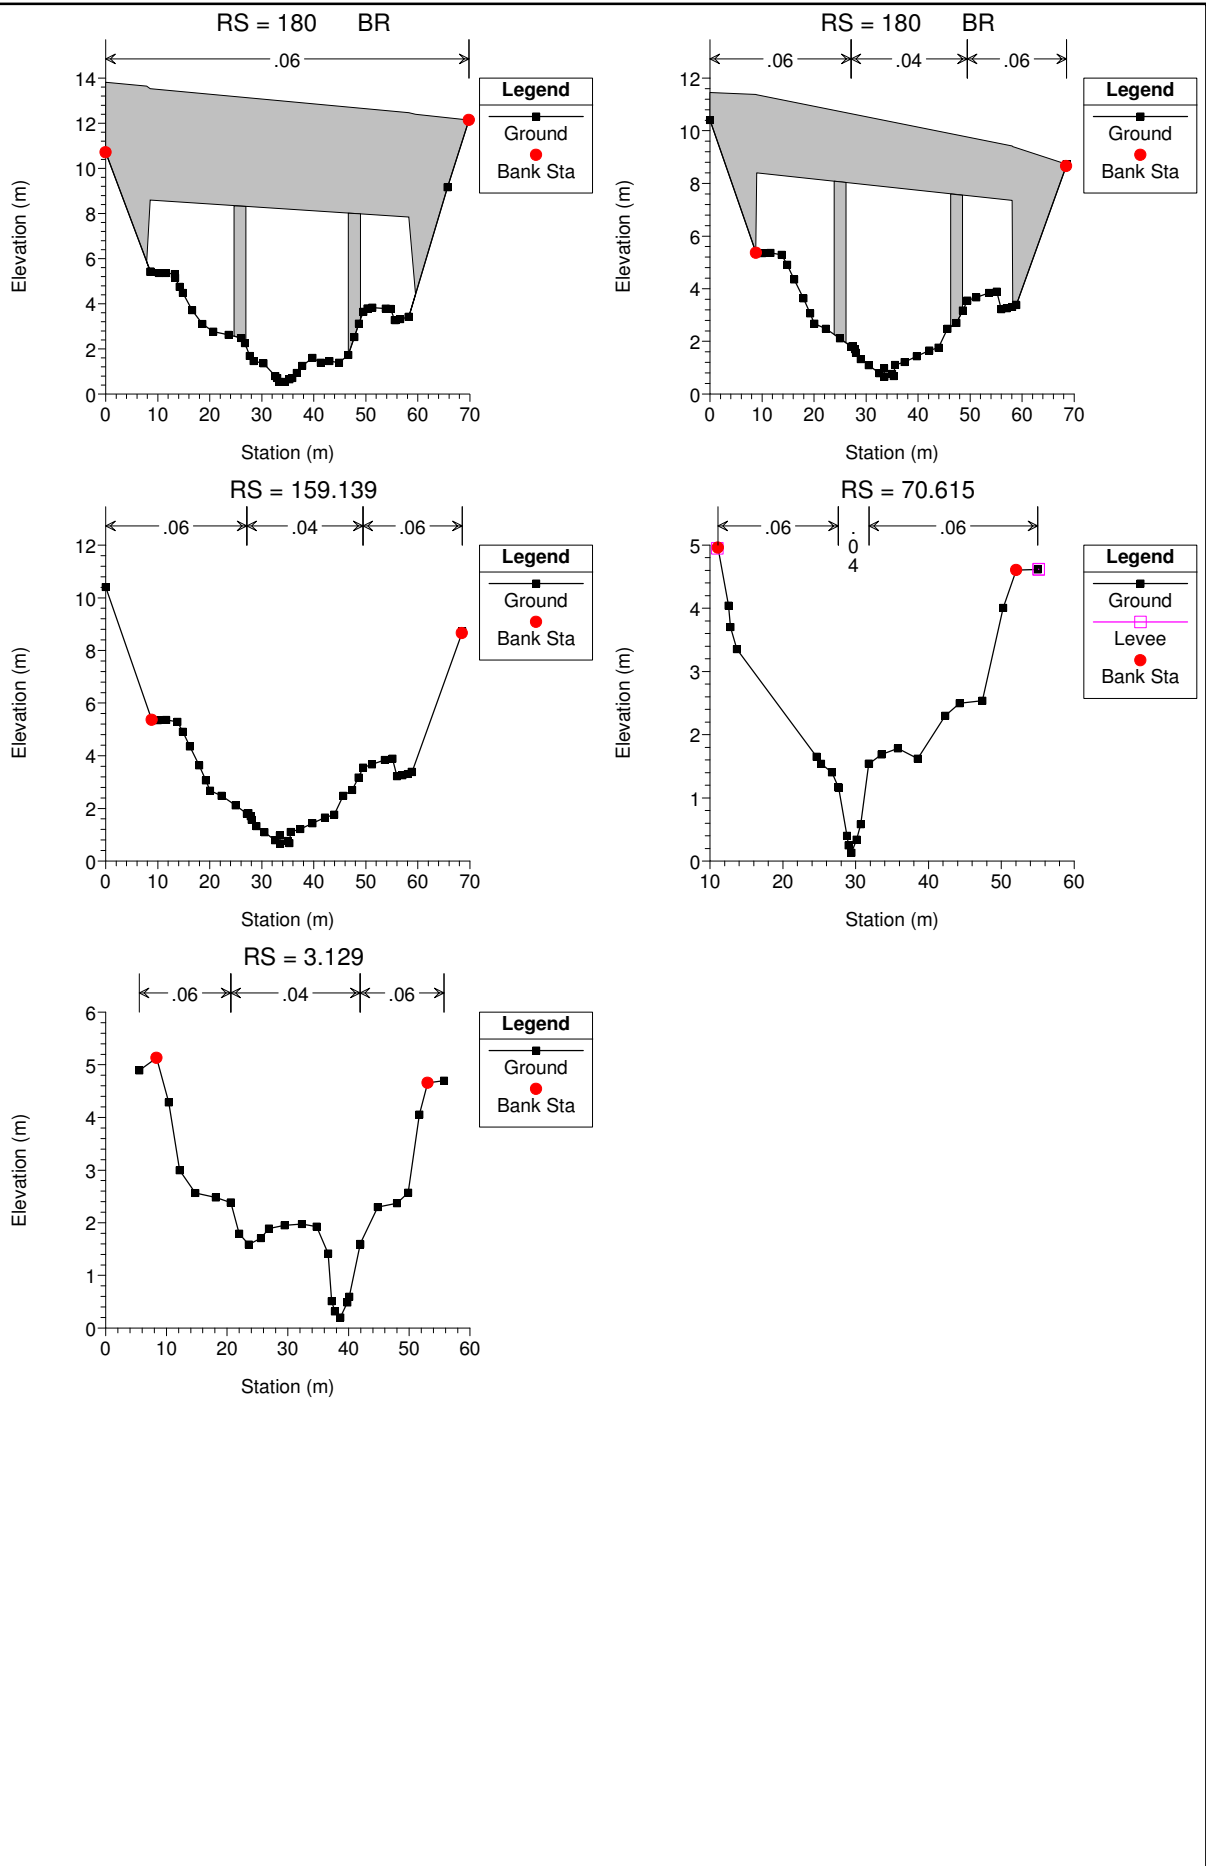 RS = 180 BR
.06
14
12
10
8
6
4
2
0
0 10 20 30 40 50 60 70
Elevation (m)
Station (m)
Legend
Ground
Bank Sta
RS = 180 BR
.06 .04 .06
12
10
8
6
4
2
0
0 10 20 30 40 50 60 70
Elevation (m)
Station (m)
Legend
Ground
Bank Sta
RS = 159.139
.06 .04 .06
12
10
8
6
4
2
0
0 10 20 30 40 50 60 70
Elevation (m)
Station (m)
Legend
Ground
Bank Sta
RS = 70.615
.06 .04 .06
5
4
3
2
1
0
10 20 30 40 50 60
Elevation (m)
Station (m)
Legend
Ground
Levee
Bank Sta
RS = 3.129
.06 .04 .06
6
5
4
3
2
1
0
0 10 20 30 40 50 60
Elevation (m)
Station (m)
Legend
Ground
Bank Sta